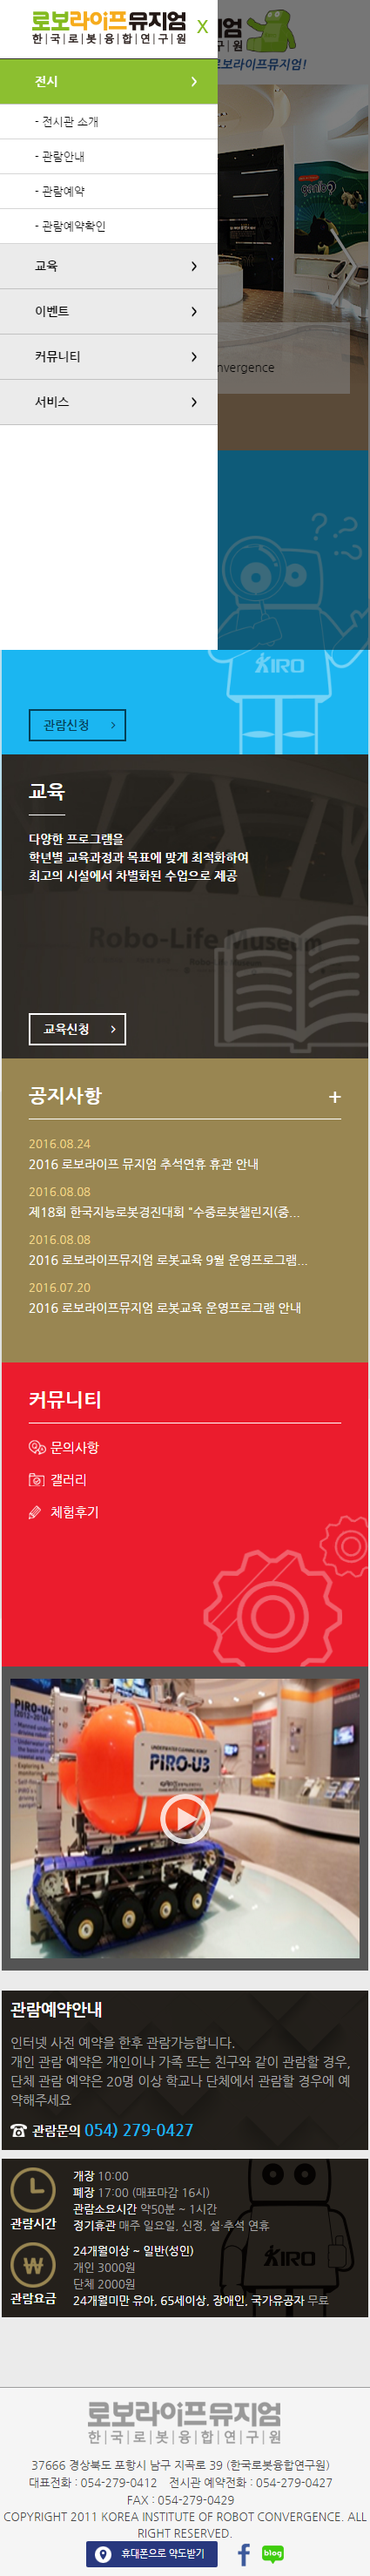 로보라이프뮤지엄 X
한|국|로|봇|융|합|연|구|원
로보라이프뮤지엄!
전시
- 전시관 소개
- 관람안내
- 관람예약
- 관람예약확인
교육
이벤트
커뮤니티
서비스
genibo
nvergence
KIRO
관람신청
교육
다양한 프로그램을
학년별 교육과정과 목표에 맞게 최적화하여
최고의 시설에서 차별화된 수업으로 제공
Robo-Life Museum
교육신청
공지사항 +
2016.08.24
2016 로보라이프 뮤지엄 추석연휴 휴관 안내
2016.08.08
제18회 한국지능로봇경진대회 "수중로봇챌린지(중...
2016.08.08
2016 로보라이프뮤지엄 로봇교육 9월 운영프로그램...
2016.07.20
2016 로보라이프뮤지엄 로봇교육 운영프로그램 안내
커뮤니티
문의사항
갤러리
체험후기
PIRO-U3
관람예약안내
인터넷 사전 예약을 한후 관람가능합니다.
개인 관람 예약은 개인이나 가족 또는 친구와 같이 관람할 경우,
단체 관람 예약은 20명 이상 학교나 단체에서 관람할 경우에 예
약해주세요
관람문의 054) 279-0427
관람시간
개장 10:00
폐장 17:00 (매표마감 16시)
관람소요시간 약50분 ~ 1시간
정기휴관 매주 일요일, 신정, 설·추석 연휴
KIRO
관람요금
24개월이상 ~ 일반(성인)
개인 3000원
단체 2000원
24개월미만 유아, 65세이상, 장애인, 국가유공자 무료
로보라이프뮤지엄
한|국|로|봇|융|합|연|구|원
37666 경상북도 포항시 남구 지곡로 39 (한국로봇융합연구원)
대표전화 : 054-279-0412 전시관 예약전화 : 054-279-0427
FAX : 054-279-0429
COPYRIGHT 2011 KOREA INSTITUTE OF ROBOT CONVERGENCE. ALL
RIGHT RESERVED.
휴대폰으로 약도받기
f
blog